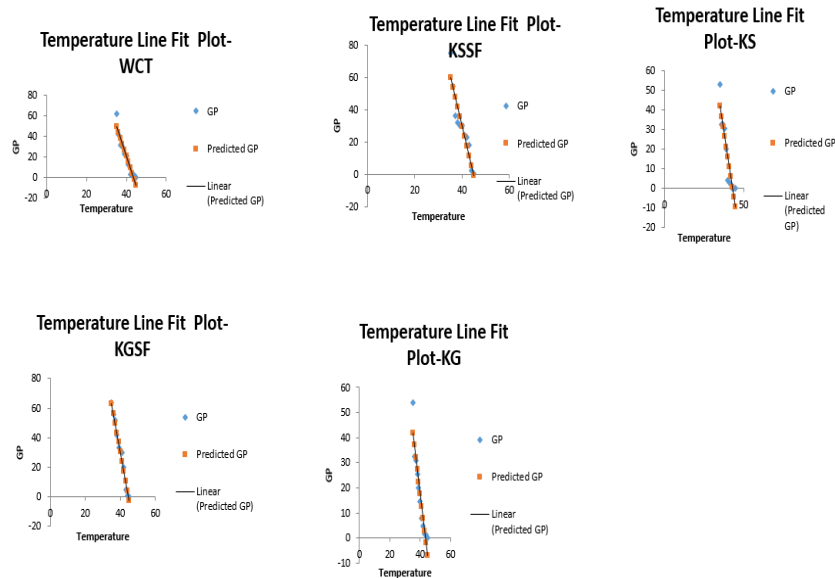 Temperature Line Fit Plot-
WCT
80
60
40
20
0
-20
GP
0 20 40 60
Temperature
GP
Predicted GP
Linear
(Predicted GP)
Temperature Line Fit Plot-
KSSF
80
60
40
20
0
-20
GP
0 20 40 60
Temperature
GP
Predicted GP
Linear
(Predicted GP)
Temperature Line Fit
Plot-KS
60
50
40
30
20
10
0
-10
-20
GP
0 50
Temperature
GP
Predicted GP
Linear
(Predicted
GP)
Temperature Line Fit Plot-
KGSF
80
60
40
20
0
-20
GP
0 20 40 60
Temperature
GP
Predicted GP
Linear
(Predicted GP)
Temperature Line Fit
Plot-KG
60
50
40
30
20
10
0
-10
GP
0 20 40 60
Temperature
GP
Predicted GP
Linear
(Predicted GP)